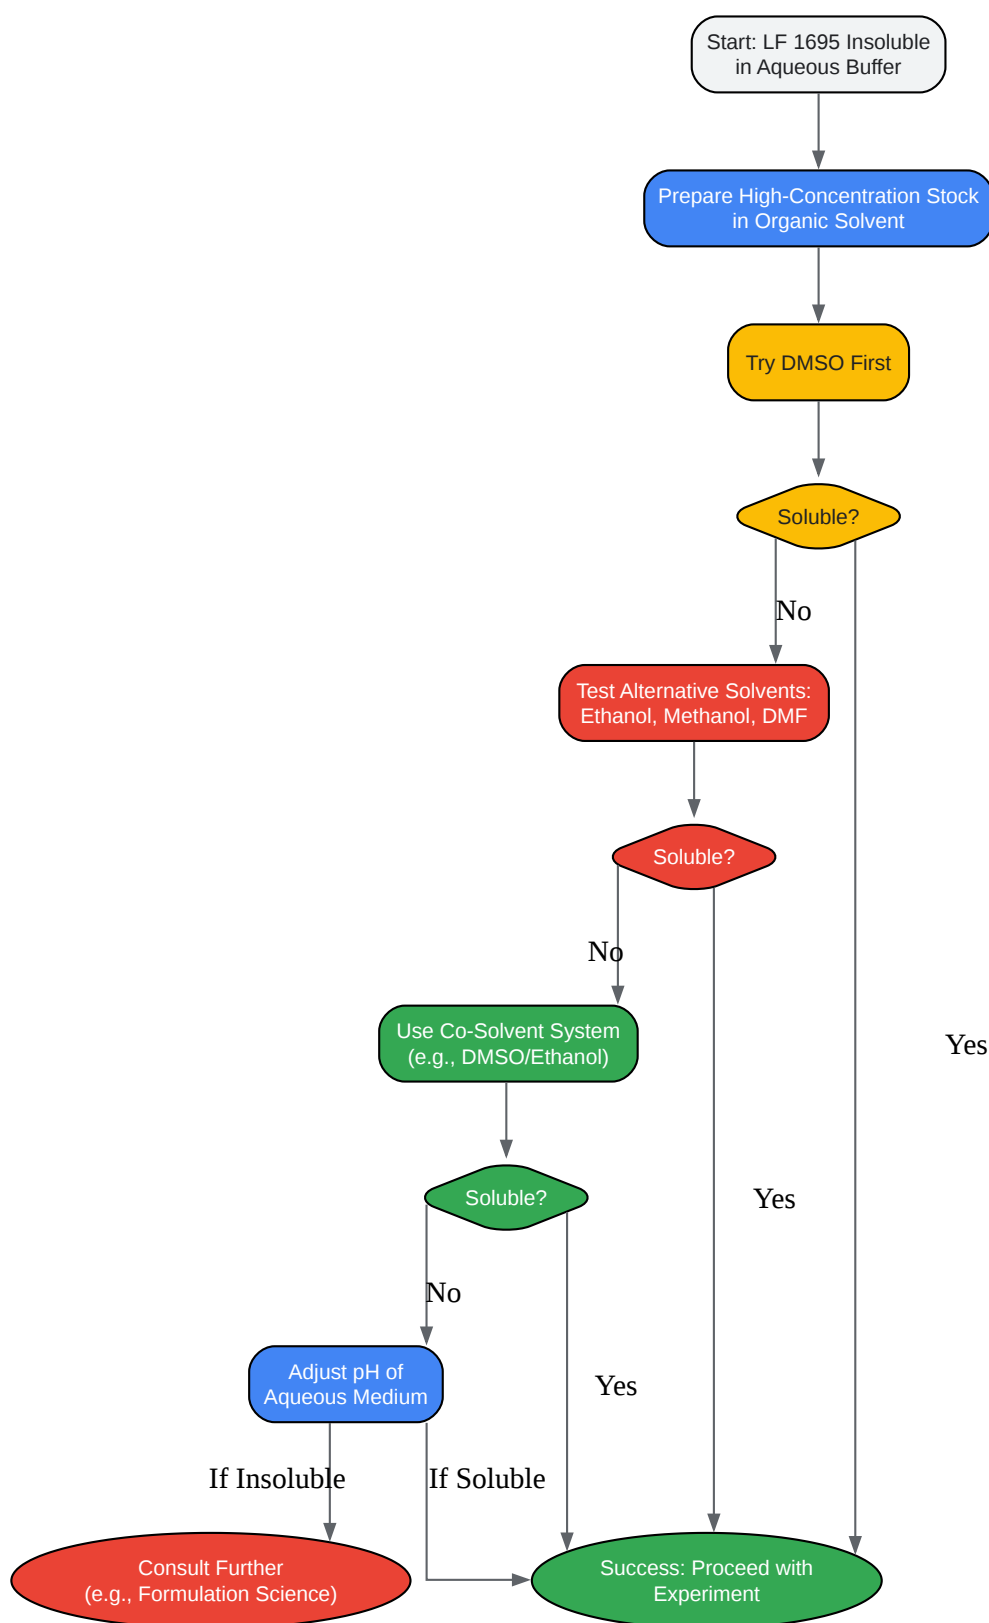 Start: LF 1695 Insoluble
in Aqueous Buffer
Prepare High-Concentration Stock
in Organic Solvent
Try DMSO First
Soluble?
No
Test Alternative Solvents:
Ethanol, Methanol, DMF
Soluble?
No
Use Co-Solvent System
(e.g., DMSO/Ethanol)
Yes
Soluble?
Yes
No
Adjust pH of
Aqueous Medium
Yes
If Insoluble
If Soluble
Consult Further
(e.g., Formulation Science)
Success: Proceed with
Experiment